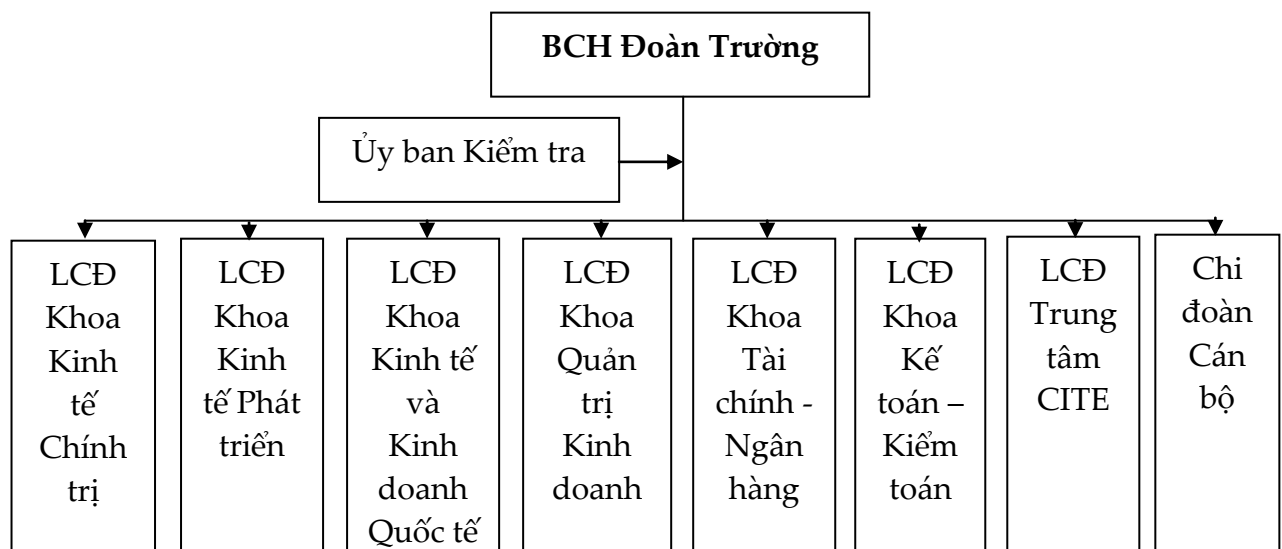 BCH Đoàn Trường
Ủy ban Kiểm tra
LCĐ
Khoa
Kinh
tế
Chính
trị
LCĐ
Khoa
Kinh
tế Phát
triển
LCĐ
Khoa
Kinh tế
và
Kinh
doanh
Quốc tế
LCĐ
Khoa
Quản
trị
Kinh
doanh
LCĐ
Khoa
Tài
chính -
Ngân
hàng
LCĐ
Khoa
Kế
toán –
Kiểm
toán
LCĐ
Trung
tâm
CITE
Chi
đoàn
Cán
bộ